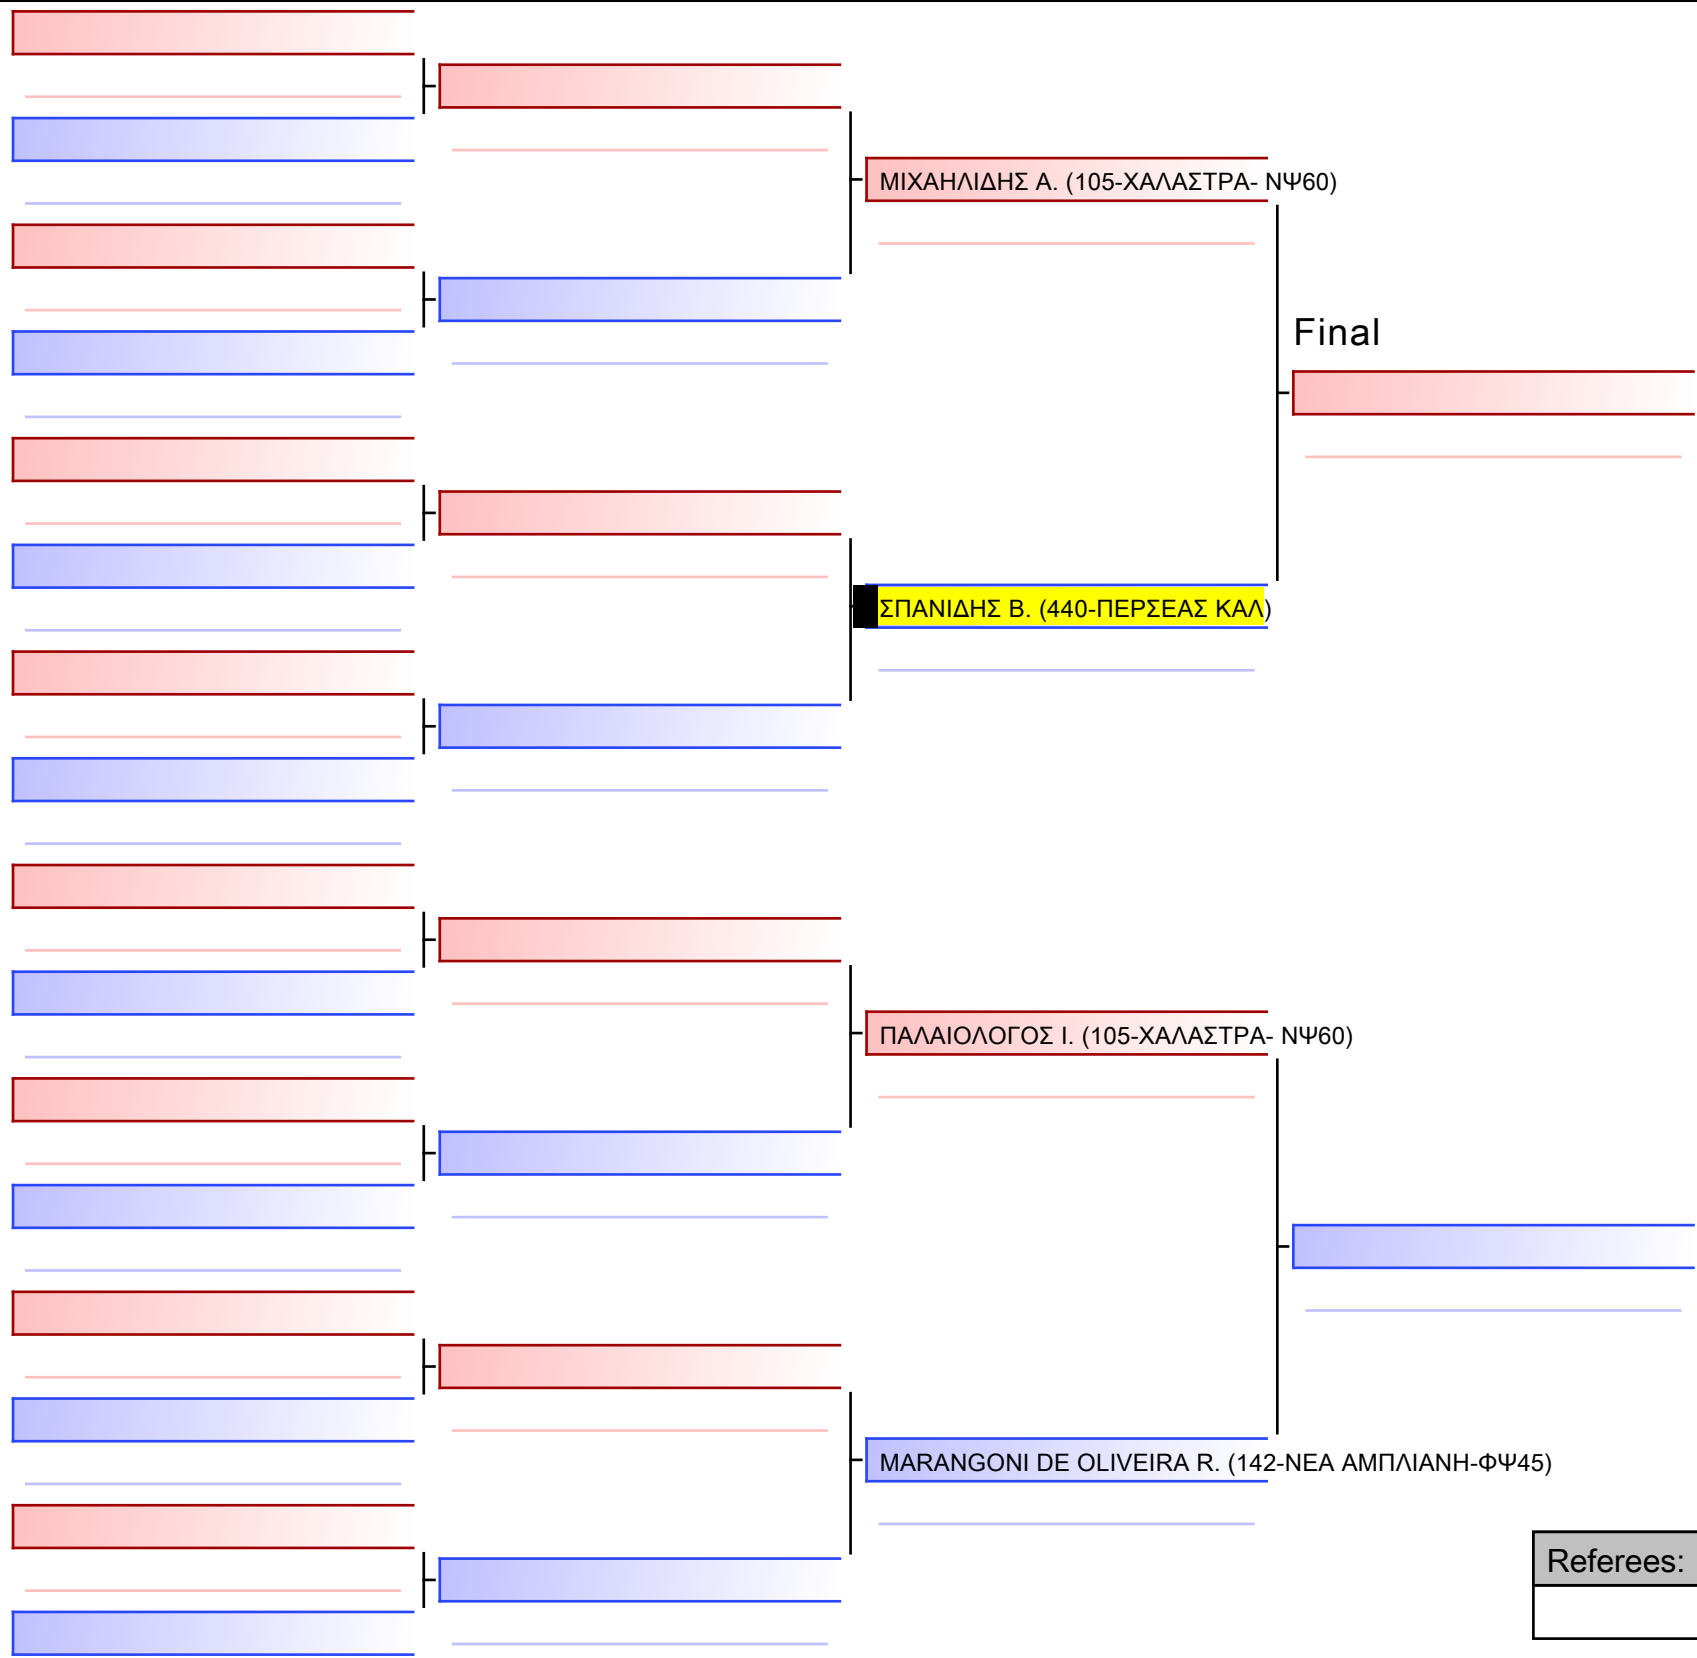 ΜΙΧΑΗΛΙΔΗΣ Α. (105-ΧΑΛΑΣΤΡΑ- ΝΨ60)
Final
ΣΠΑΝΙΔΗΣ Β. (440-ΠΕΡΣΕΑΣ ΚΑΛ)
ΠΑΛΑΙΟΛΟΓΟΣ Ι. (105-ΧΑΛΑΣΤΡΑ- ΝΨ60)
MARANGONI DE OLIVEIRA R. (142-ΝΕΑ ΑΜΠΛΙΑΝΗ-ΦΨ45)
Referees: